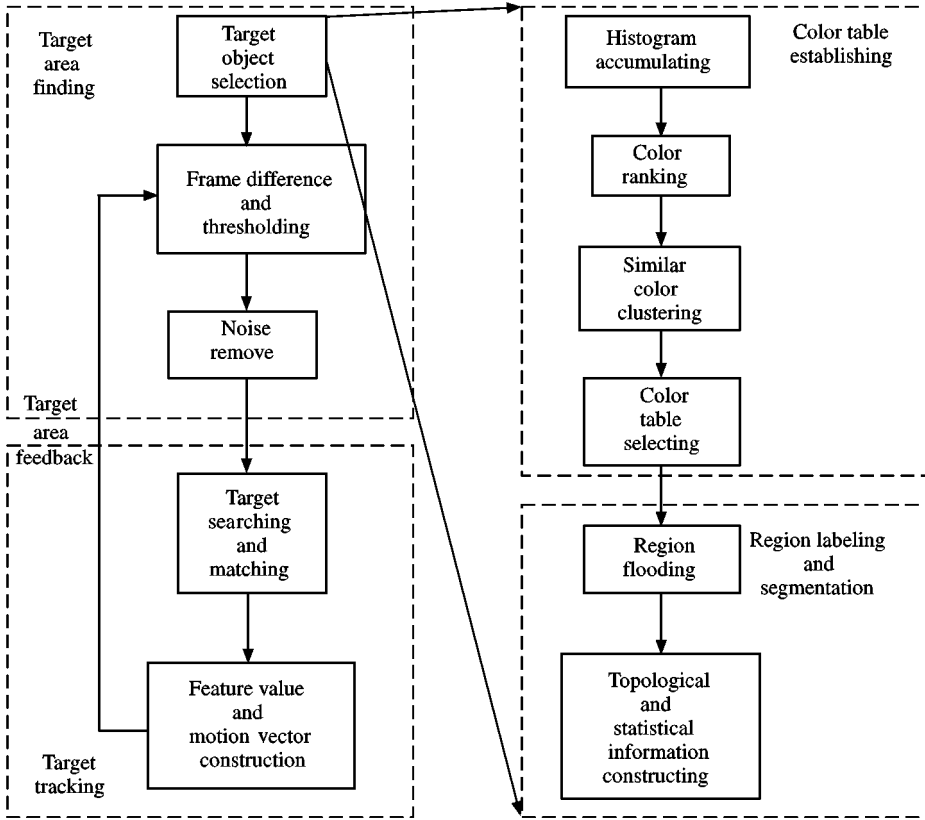 Target
area
finding
Target
object
selection
Frame difference
and
thresholding
Noise
remove
Target
area
feedback
Target
searching
and
matching
Feature value
and
motion vector
construction
Target
tracking
Histogram
accumulating
Color table
establishing
Color
ranking
Similar
color
clustering
Color
table
selecting
Region
flooding
Region labeling
and
segmentation
Topological
and
statistical
information
constructing